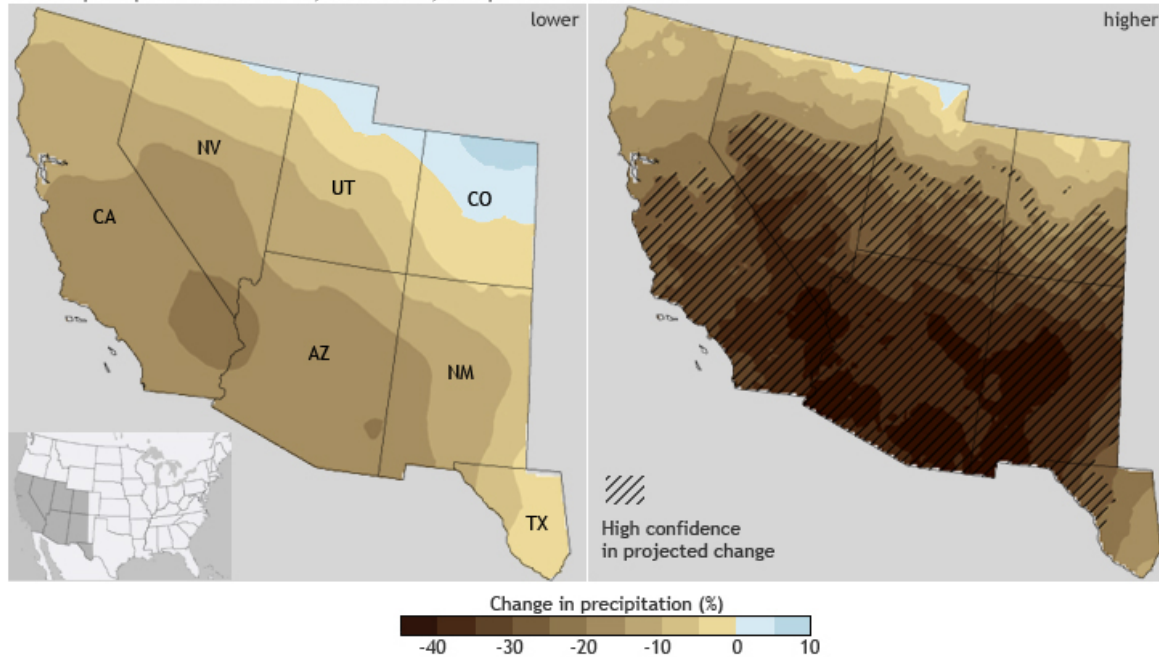 lower
higher
NV
UT
CO
CA
AZ
NM
TX
High confidence
in projected change
Change in precipitation (%)
-40 -30 -20 -10 0 10